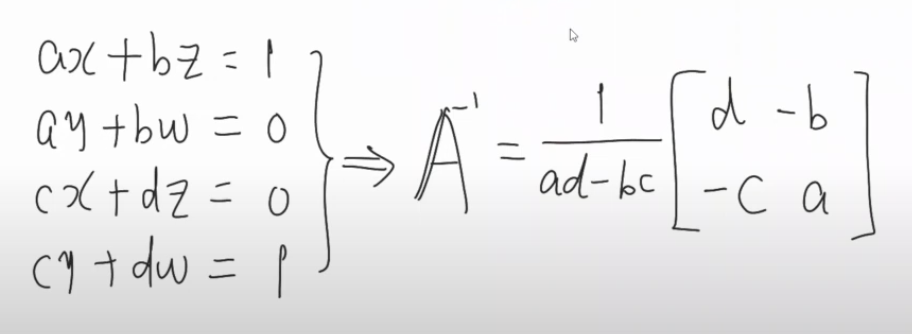 ax + bz = 1
ay + bw = 0
cx + dz = 0
cy + dw = 1
} ⇒ A⁻¹ = 1/(ad-bc) [ d -b
-c a ]